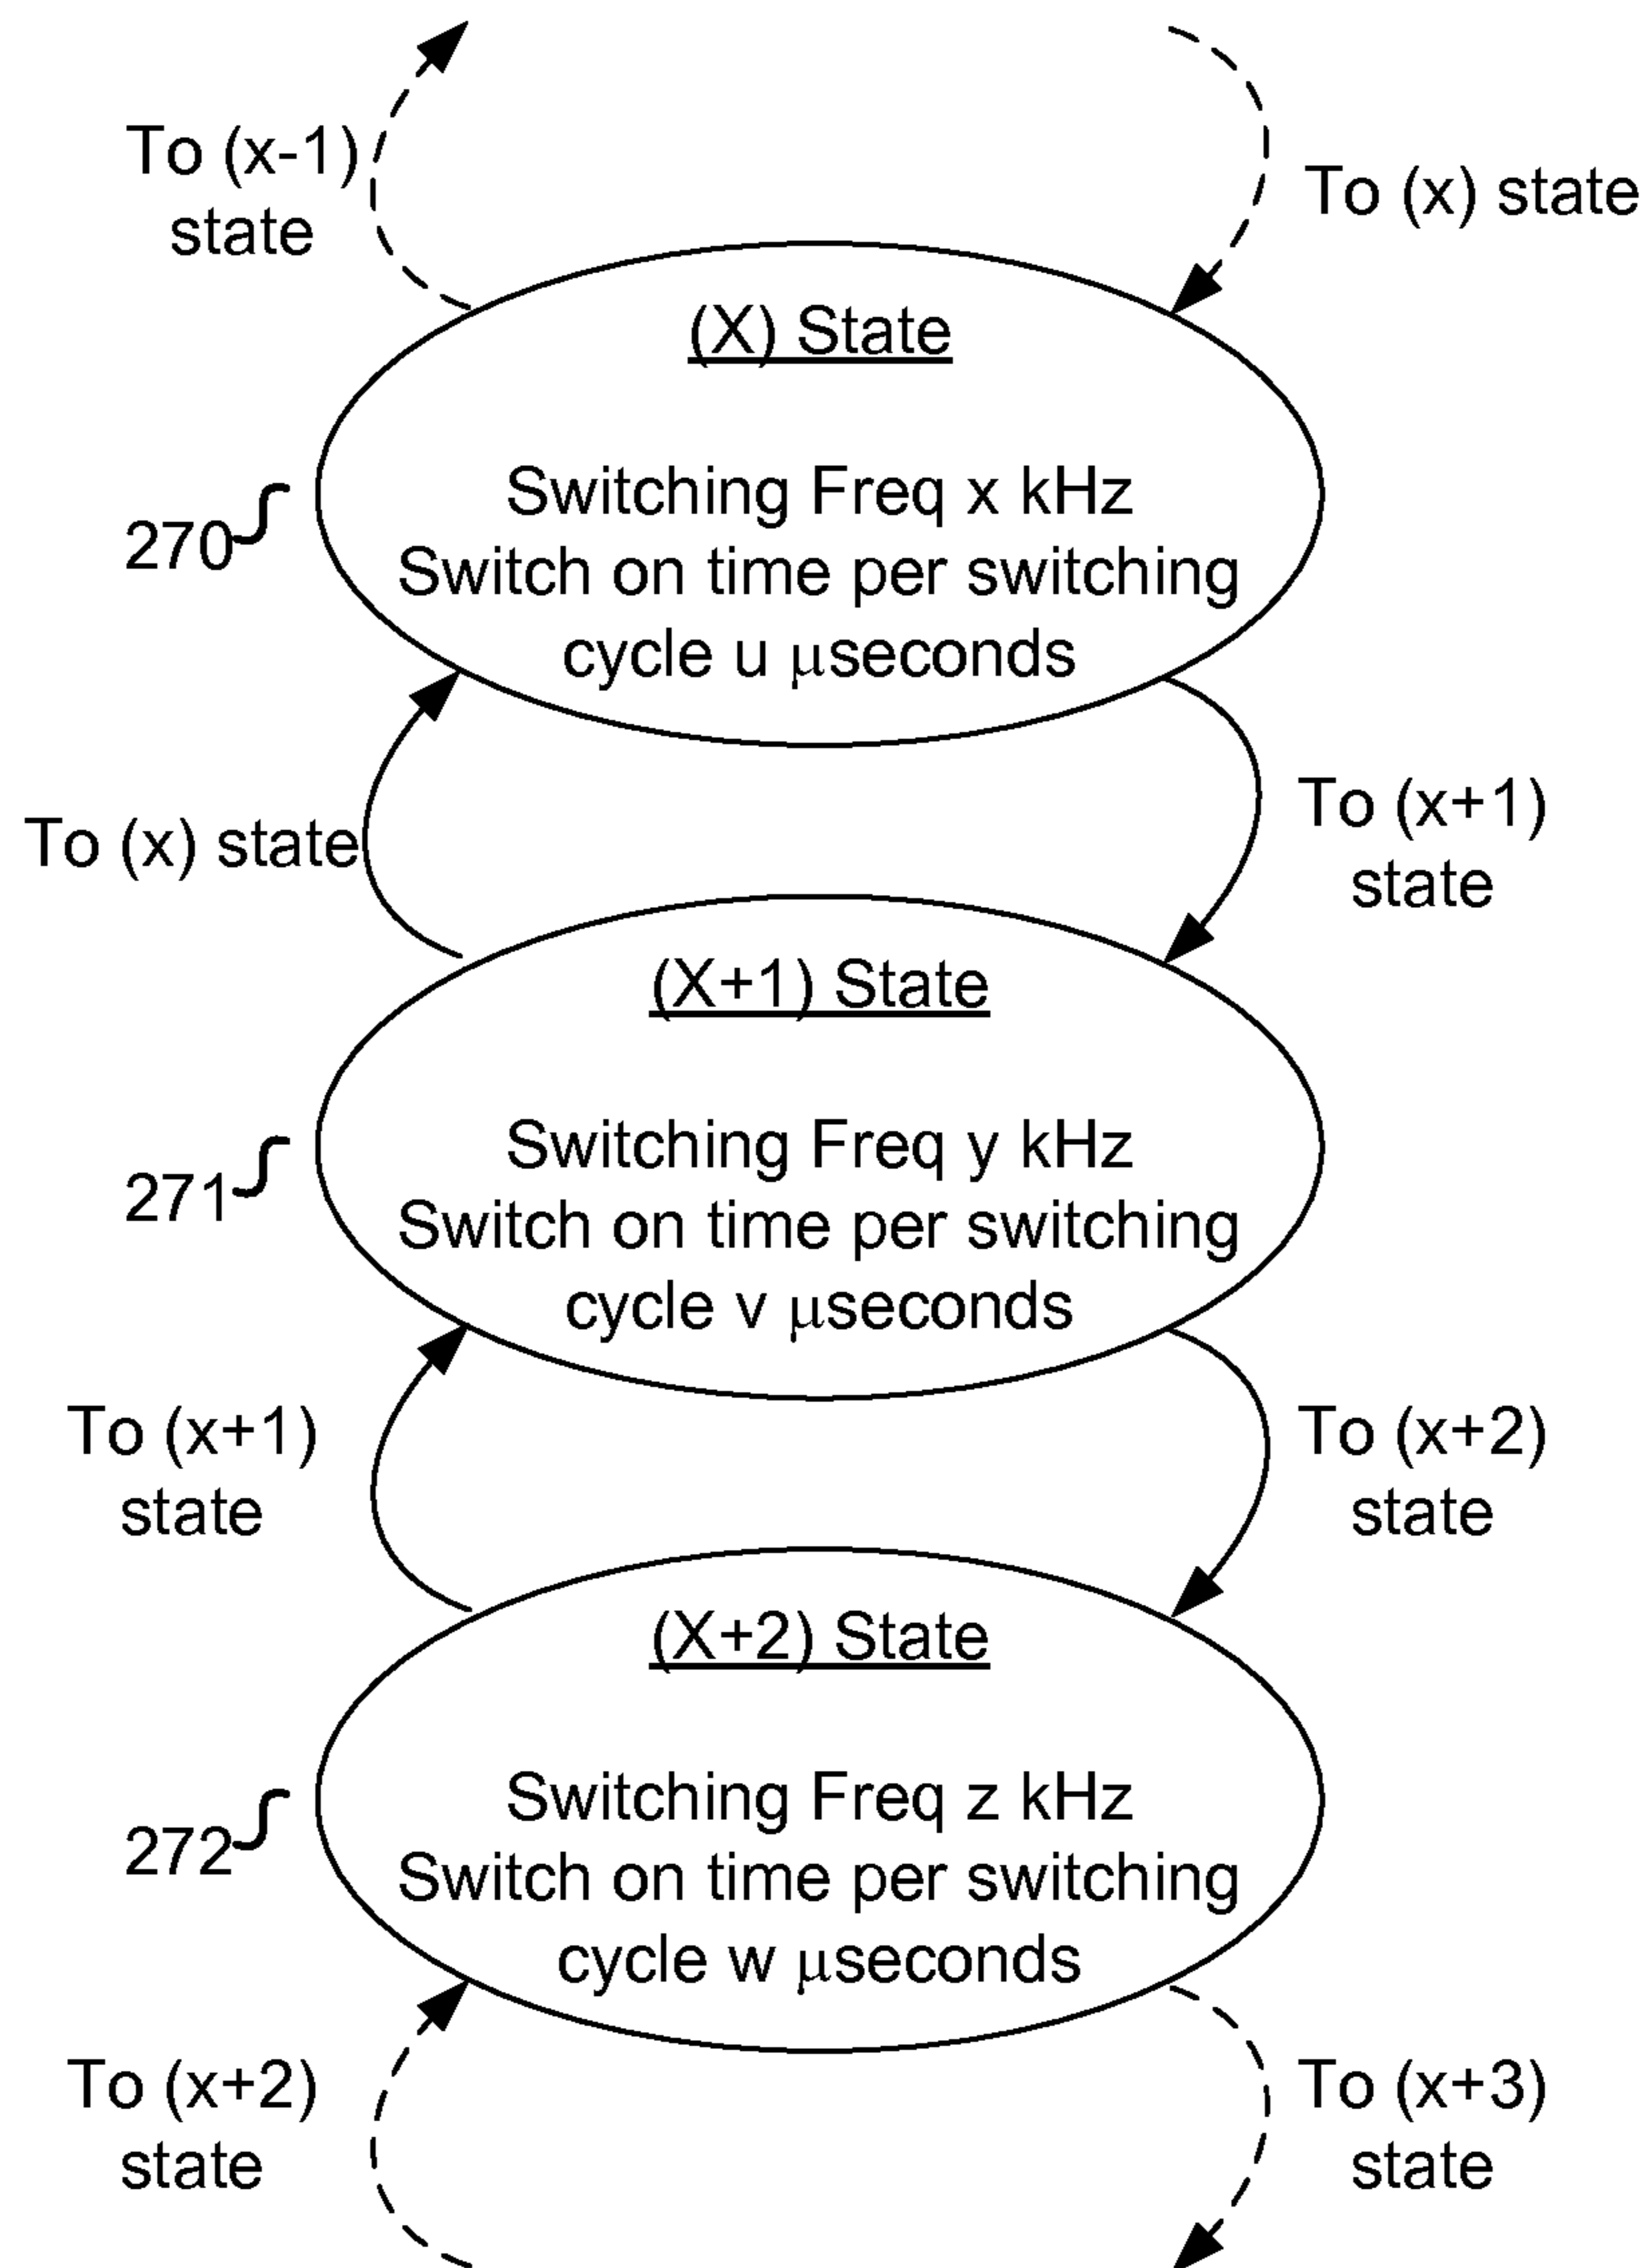 To (x-1)
state
To (x) state
(X) State
Switching Freq x kHz
Switch on time per switching
cycle u μseconds
270
To (x) state
To (x+1)
state
(X+1) State
Switching Freq y kHz
Switch on time per switching
cycle v μseconds
271
To (x+1)
state
To (x+2)
state
(X+2) State
Switching Freq z kHz
Switch on time per switching
cycle w μseconds
272
To (x+2)
state
To (x+3)
state